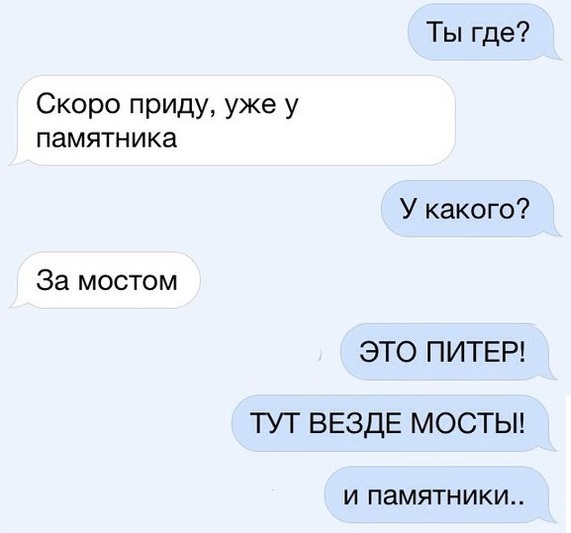 Ты где?
Скоро приду, уже у
памятника
У какого?
За мостом
ЭТО ПИТЕР!
ТУТ ВЕЗДЕ МОСТЫ!
и памятники..